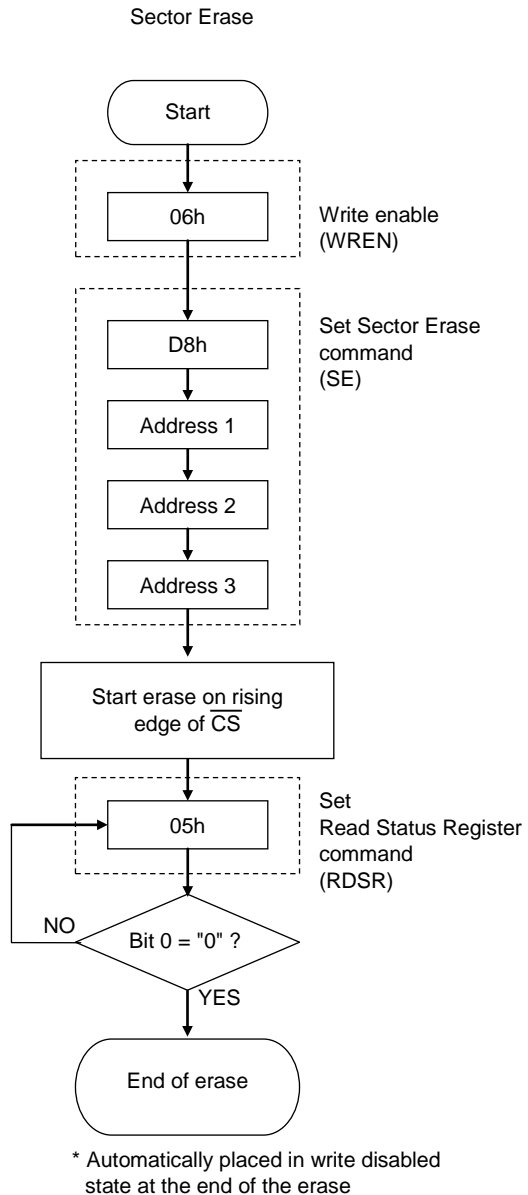 Sector Erase
Start
06h
Write enable
(WREN)
D8h
Set Sector Erase
command
(SE)
Address 1
Address 2
Address 3
Start erase on rising
edge of C̅S̅
05h
Set
Read Status Register
command
(RDSR)
NO
Bit 0 = "0" ?
YES
End of erase
* Automatically placed in write disabled
state at the end of the erase